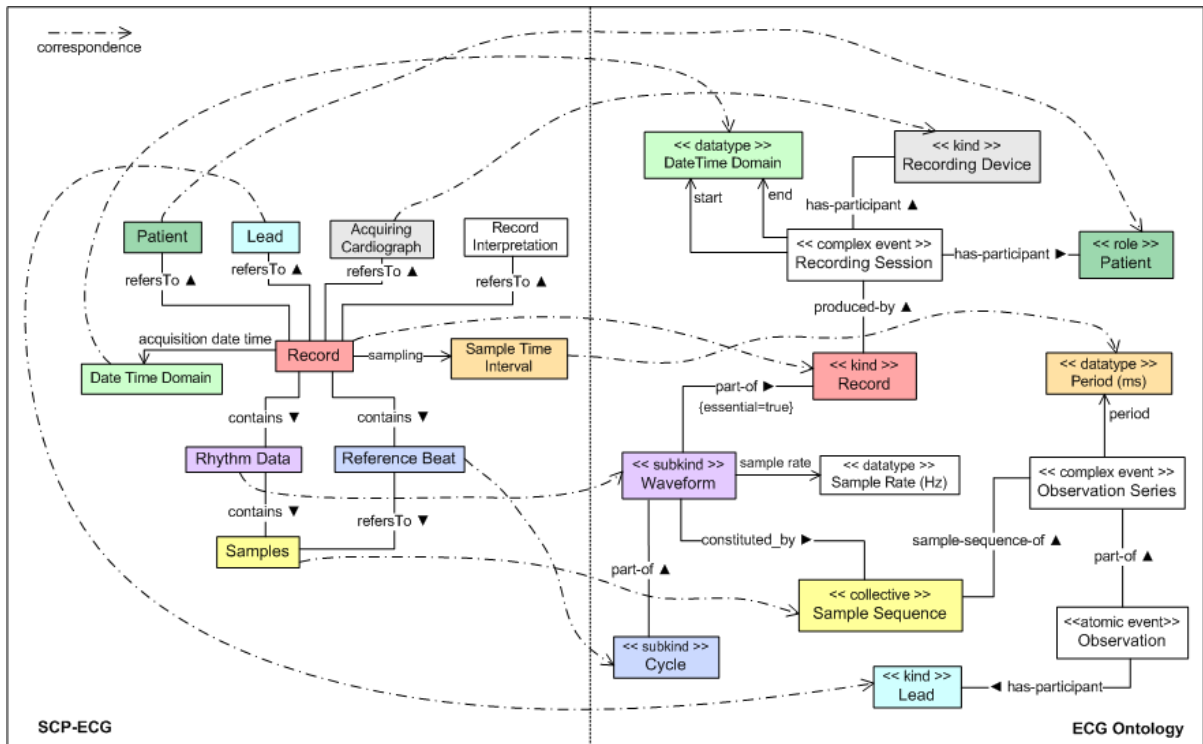 correspondence
Patient
Lead
Acquiring
Cardiograph
Record
Interpretation
refersTo ▲
refersTo ▲
refersTo ▲
refersTo ▲
acquisition date time
Record
sampling
Sample Time
Interval
Date Time Domain
contains ▼
contains ▼
Rhythm Data
Reference Beat
contains ▼
refersTo ▼
Samples
SCP-ECG
<< datatype >>
DateTime Domain
<< kind >>
Recording Device
start
end
has-participant ▲
<< complex event >>
Recording Session
has-participant ►
<< role >>
Patient
produced-by ▲
<< kind >>
Record
<< datatype >>
Period (ms)
part-of ►
{essential=true}
period
<< subkind >>
Waveform
sample rate
<< datatype >>
Sample Rate (Hz)
<< complex event >>
Observation Series
constituted_by ►
sample-sequence-of ▲
part-of ▲
part-of ▲
<< collective >>
Sample Sequence
<<atomic event>>
Observation
<< subkind >>
Cycle
<< kind >>
Lead
◄ has-participant
ECG Ontology